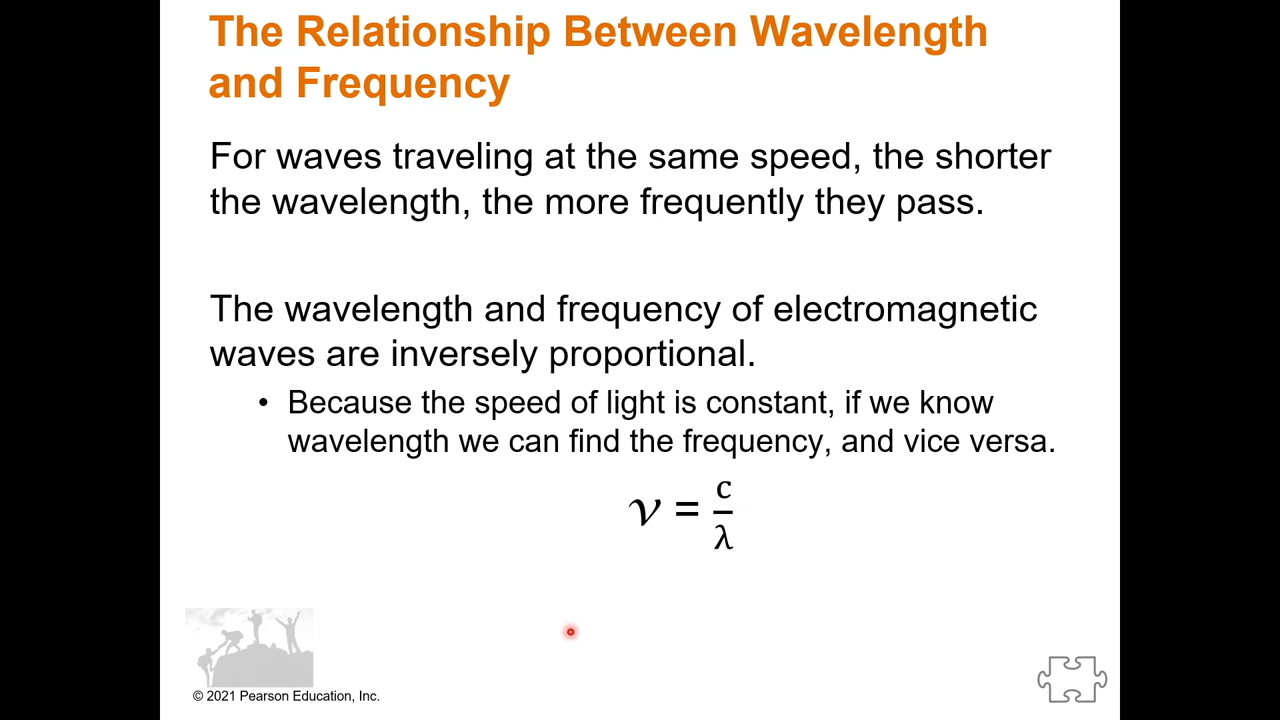 The Relationship Between Wavelength
and Frequency
For waves traveling at the same speed, the shorter
the wavelength, the more frequently they pass.
The wavelength and frequency of electromagnetic
waves are inversely proportional.
• Because the speed of light is constant, if we know
wavelength we can find the frequency, and vice versa.
ν = c/λ
© 2021 Pearson Education, Inc.